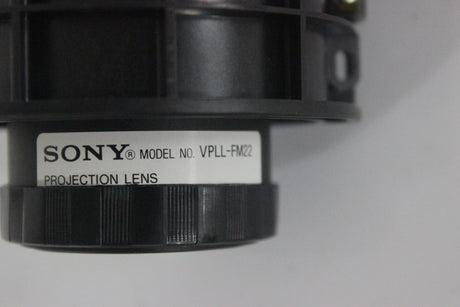 SONY® MODEL NO. VPLL-FM22
PROJECTION LENS